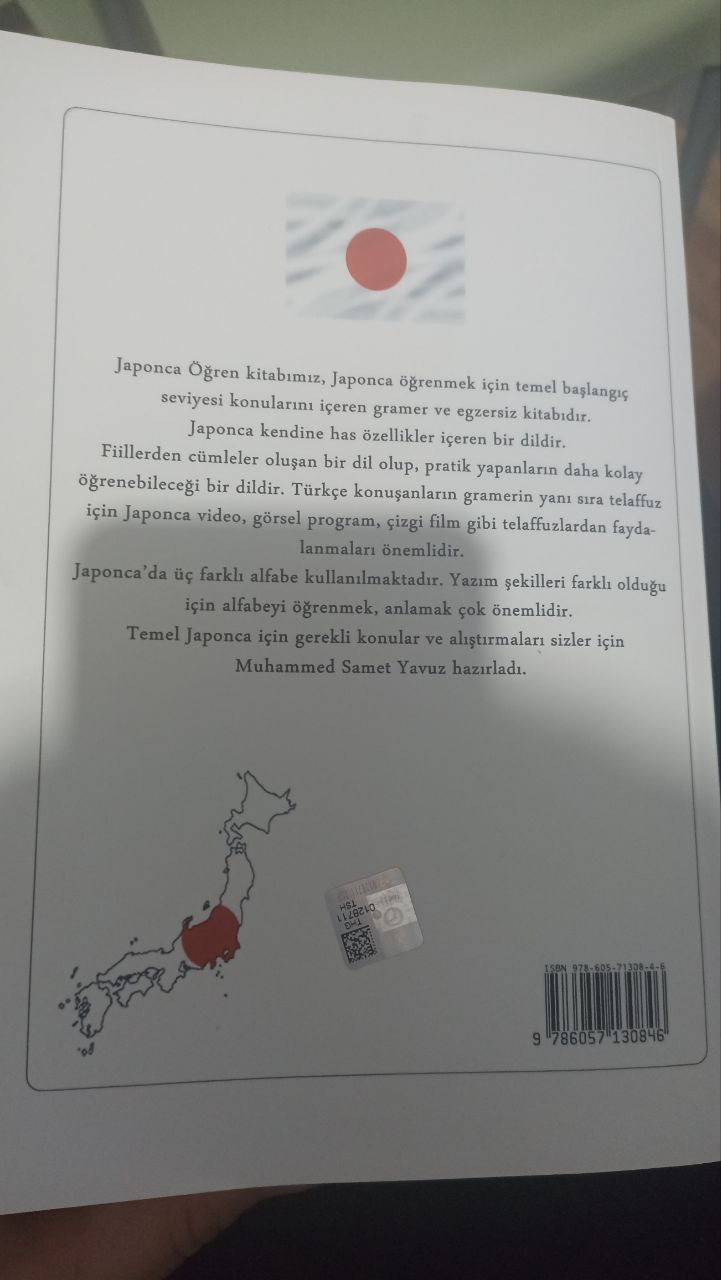 Japonca Öğren kitabımız, Japonca öğrenmek için temel başlangıç
seviyesi konularını içeren gramer ve egzersiz kitabıdır.
Japonca kendine has özellikler içeren bir dildir.
Fiillerden cümleler oluşan bir dil olup, pratik yapanların daha kolay
öğrenebileceği bir dildir. Türkçe konuşanların gramerin yanı sıra telaffuz
için Japonca video, görsel program, çizgi film gibi telaffuzlardan fayda-
lanmaları önemlidir.
Japonca’da üç farklı alfabe kullanılmaktadır. Yazım şekilleri farklı olduğu
için alfabeyi öğrenmek, anlamak çok önemlidir.
Temel Japonca için gerekli konular ve alıştırmaları sizler için
Muhammed Samet Yavuz hazırladı.
THG
0128711
TSH
ISBN 978-605-71308-4-6
9 786057 130846